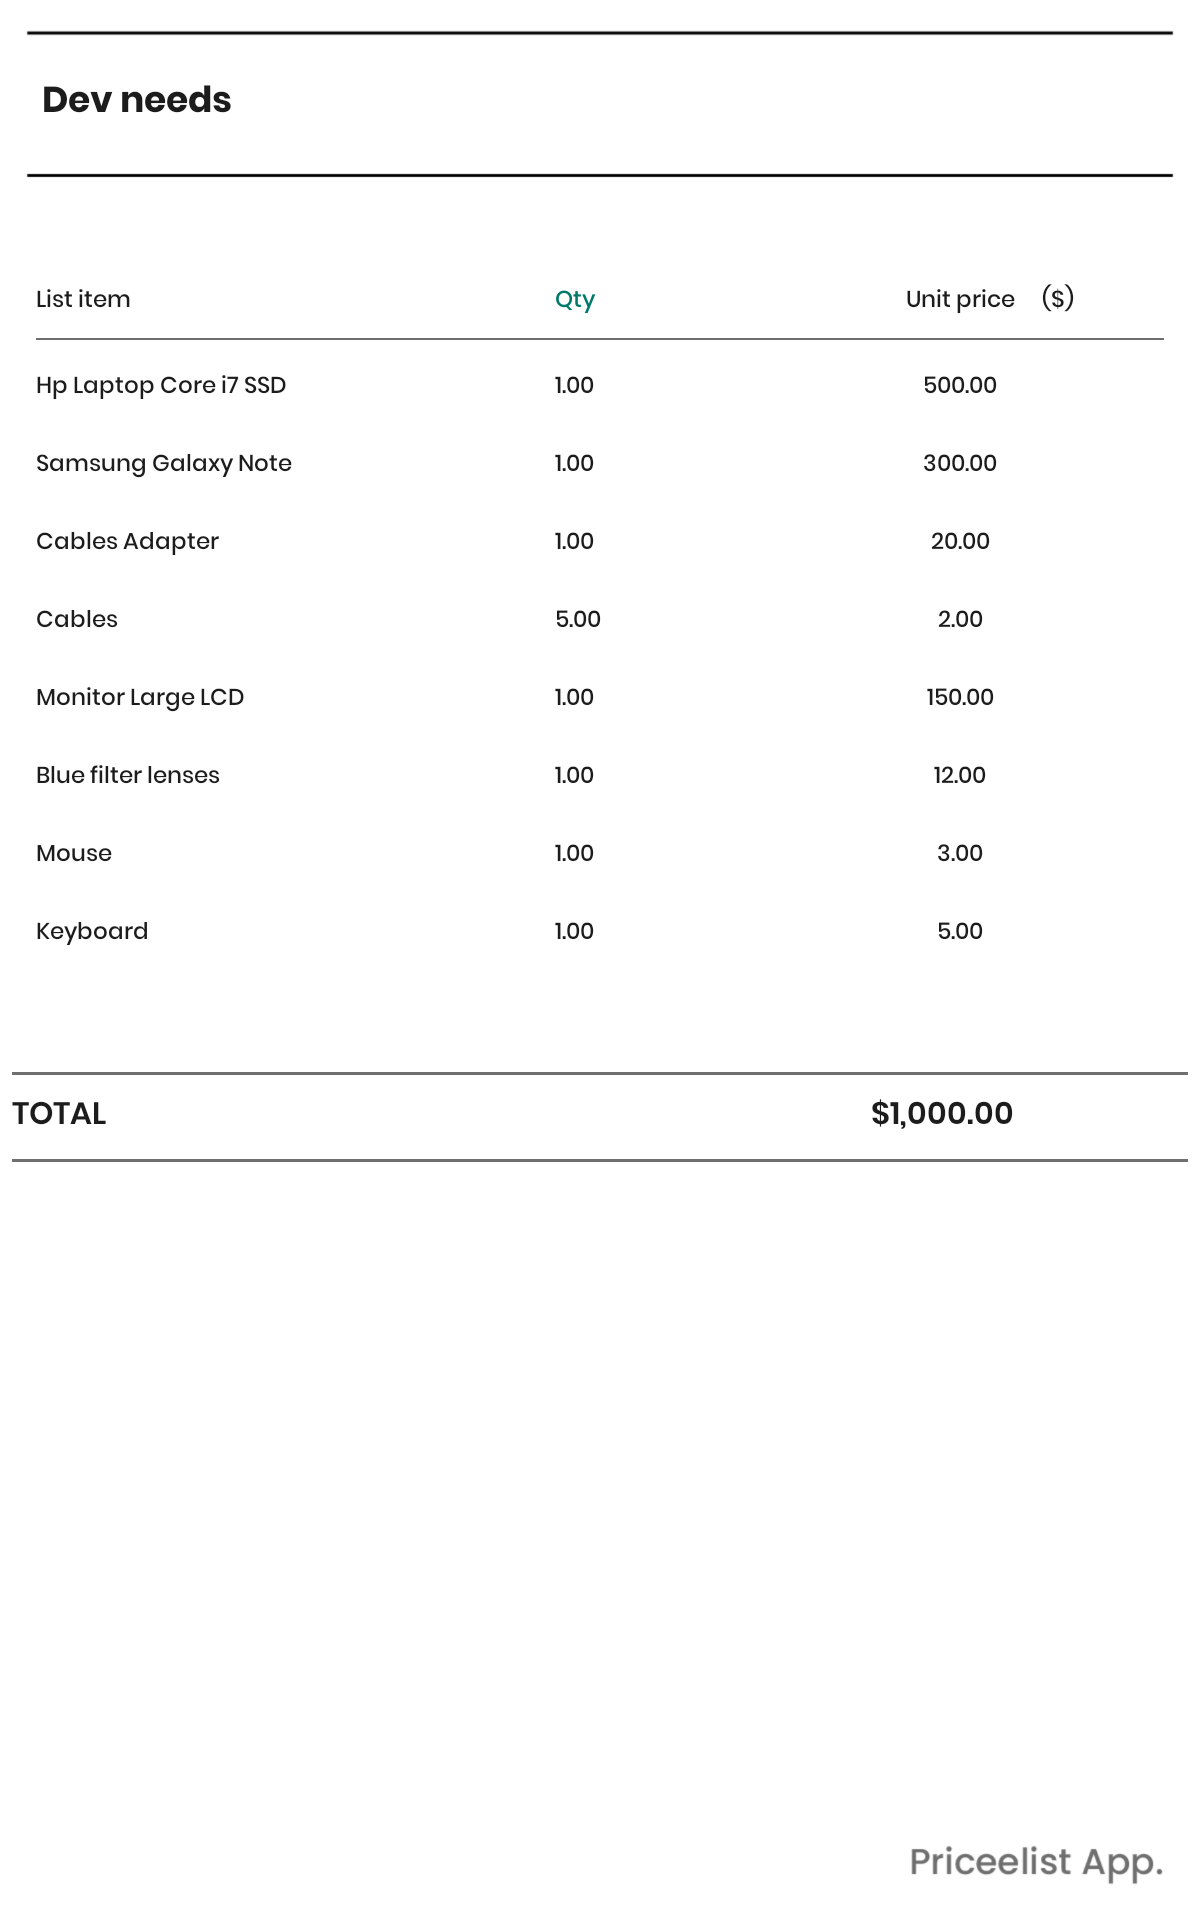 Dev needs
List item Qty Unit price ($)
Hp Laptop Core i7 SSD 1.00 500.00
Samsung Galaxy Note 1.00 300.00
Cables Adapter 1.00 20.00
Cables 5.00 2.00
Monitor Large LCD 1.00 150.00
Blue filter lenses 1.00 12.00
Mouse 1.00 3.00
Keyboard 1.00 5.00
TOTAL $1,000.00
Priceelist App.